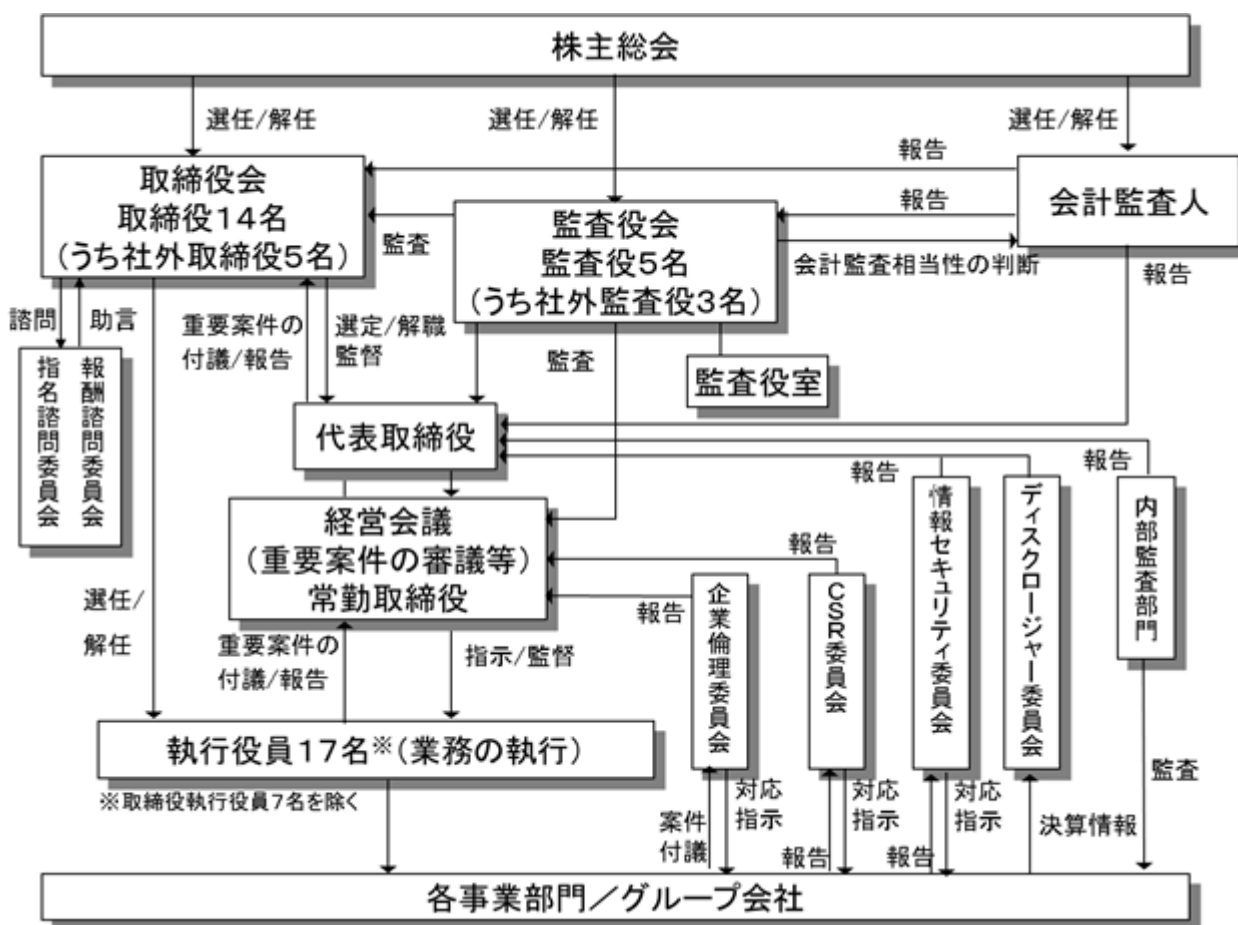 株主総会
選任/解任
選任/解任
選任/解任
取締役会
取締役14名
(うち社外取締役5名)
監査役会
監査役5名
(うち社外監査役3名)
会計監査人
報告
報告
監査
会計監査相当性の判断
報告
諮問
助言
重要案件の
付議/報告
選定/解職
監督
監査
監査役室
指名諮問委員会
報酬諮問委員会
代表取締役
報告
報告
経営会議
(重要案件の審議等)
常勤取締役
報告
報告
企業倫理委員会
CSR委員会
情報セキュリティ委員会
ディスクロージャー委員会
内部監査部門
選任/
解任
重要案件の
付議/報告
指示/監督
執行役員17名※(業務の執行)
※取締役執行役員7名を除く
案件
付議
対応
指示
報告
対応
指示
報告
対応
指示
決算情報
監査
各事業部門/グループ会社